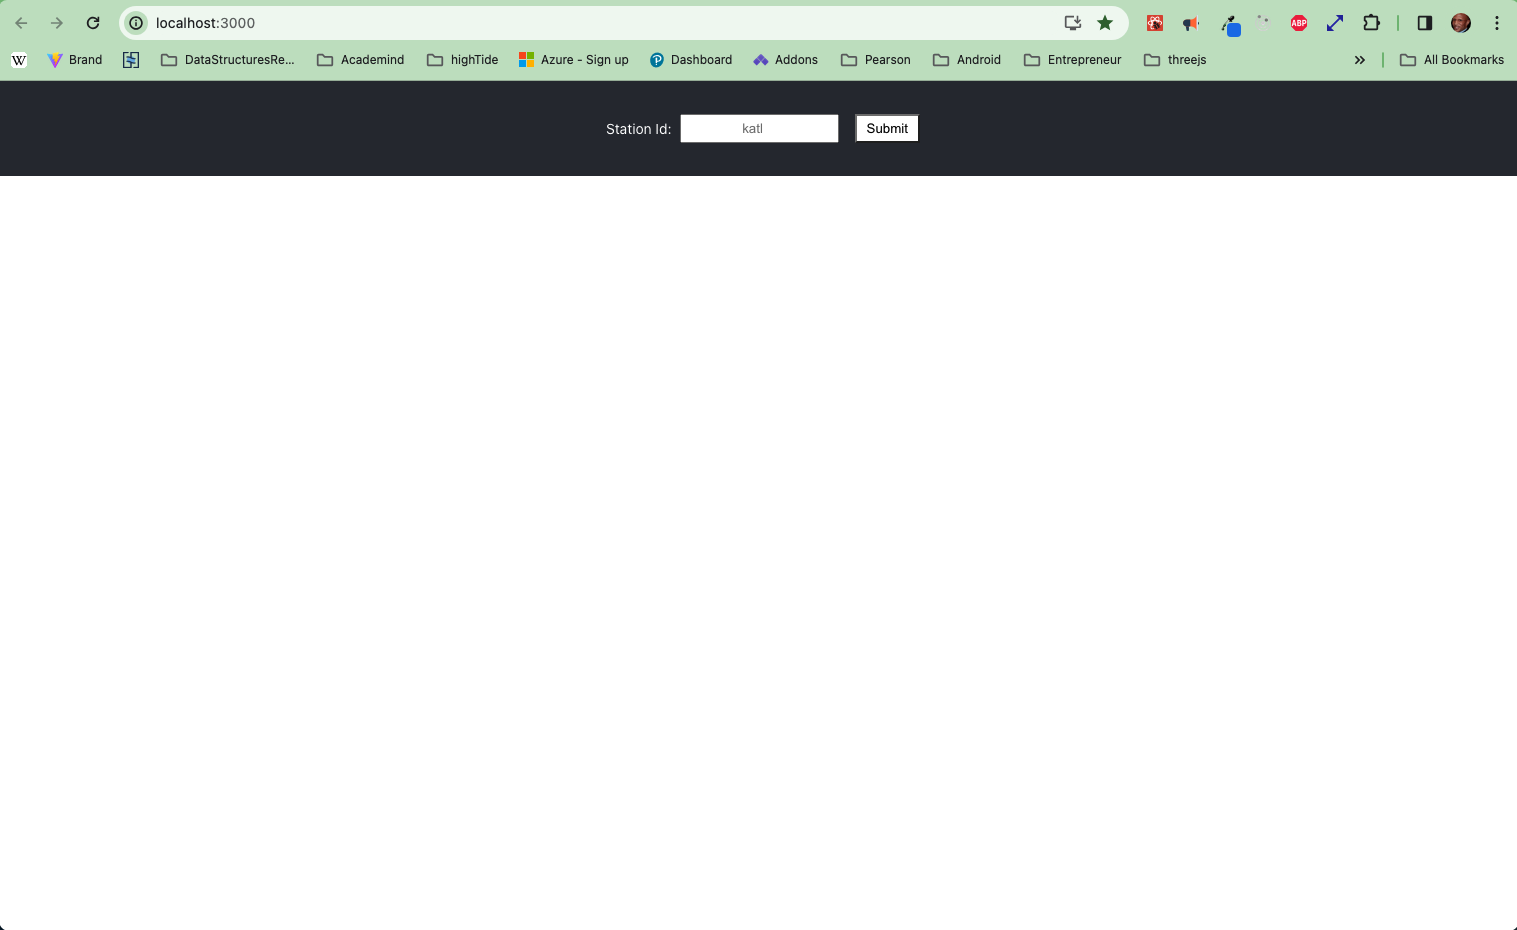 localhost:3000
ABP
W Brand DataStructuresRe... Academind highTide Azure - Sign up Dashboard Addons Pearson Android Entrepreneur threejs » All Bookmarks
Station Id: katl Submit